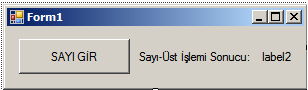 Form1
SAYI GİR
Sayı-Üst İşlemi Sonucu: label2